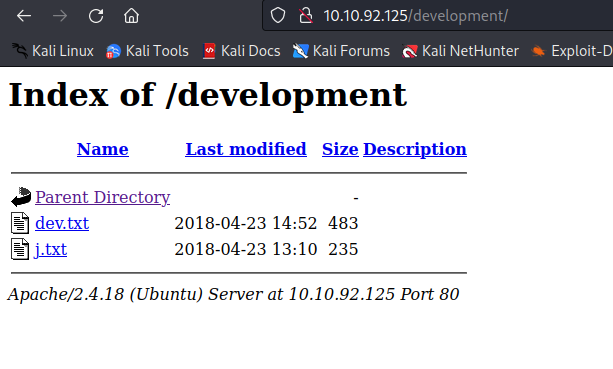 10.10.92.125/development/
Kali Linux Kali Tools Kali Docs Kali Forums Kali NetHunter Exploit-D
Index of /development
Name Last modified Size Description
Parent Directory -
dev.txt 2018-04-23 14:52 483
j.txt 2018-04-23 13:10 235
Apache/2.4.18 (Ubuntu) Server at 10.10.92.125 Port 80